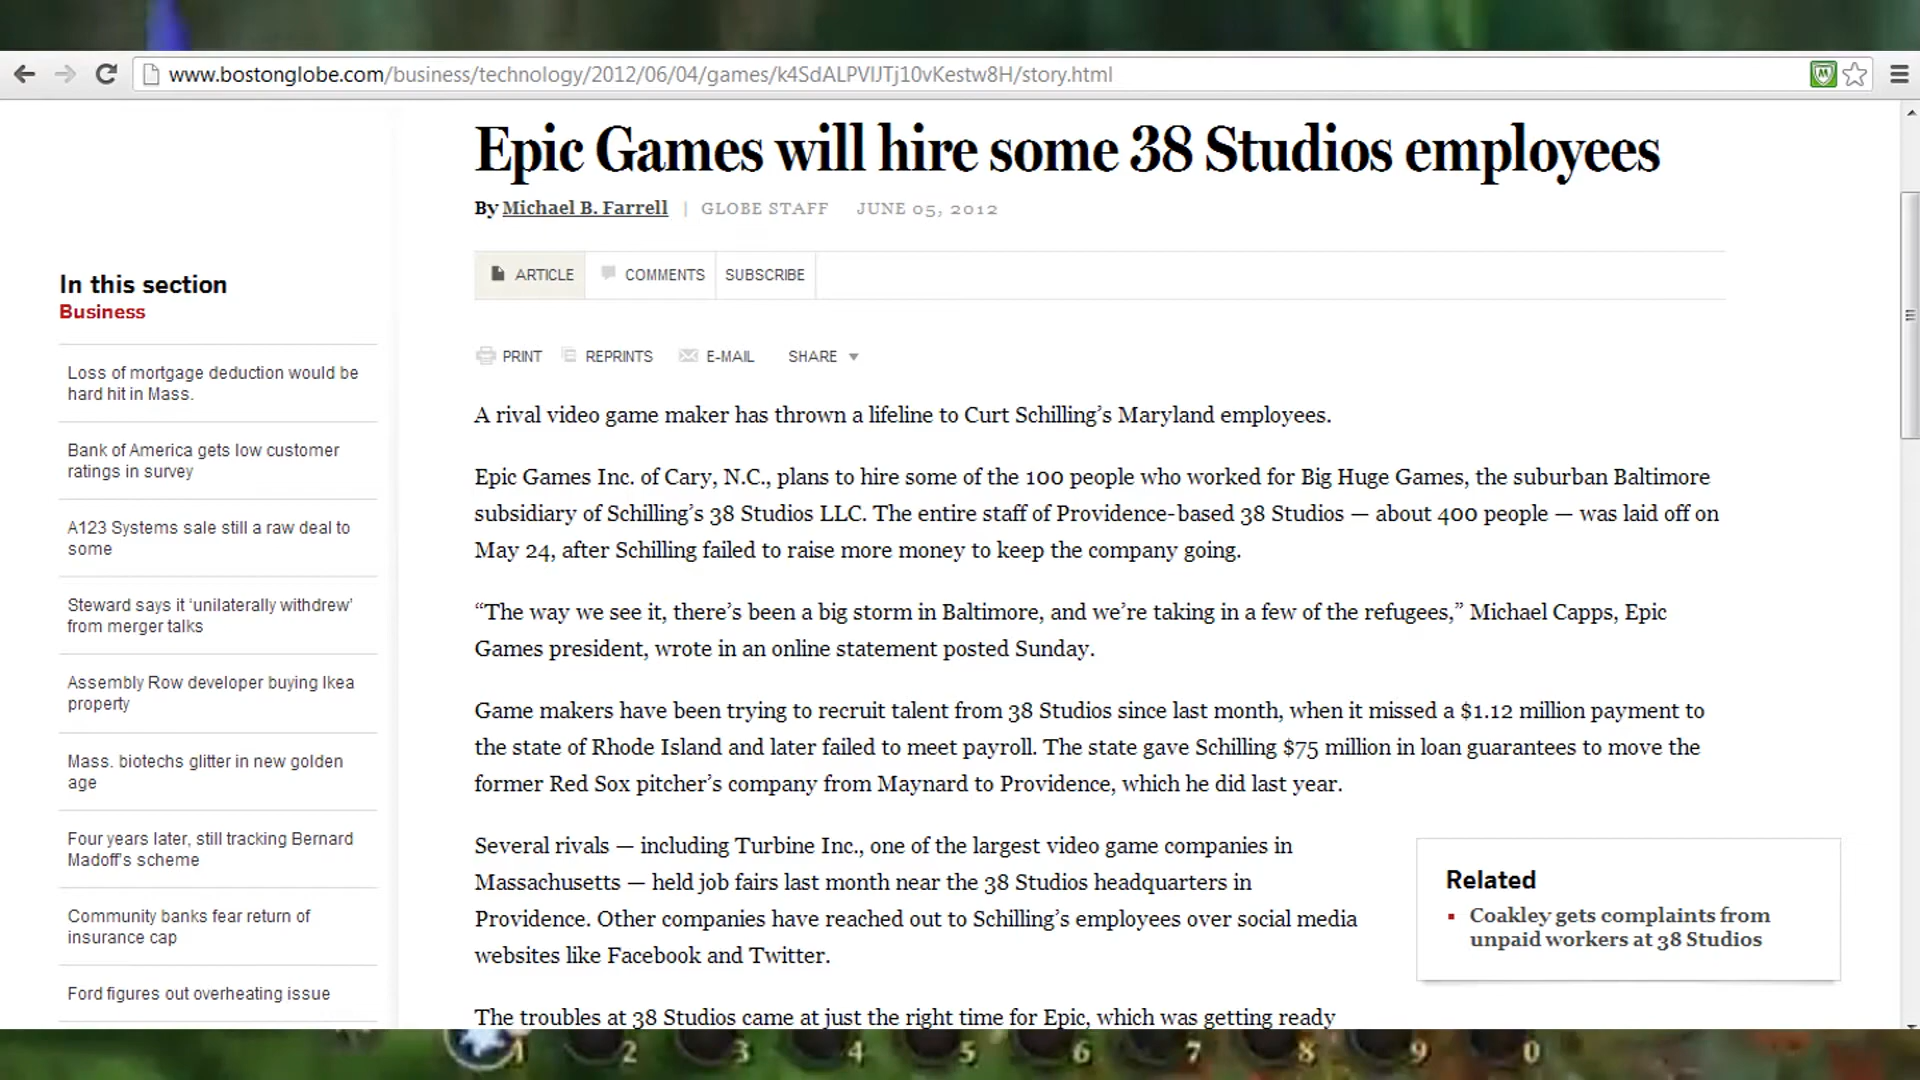 www.bostonglobe.com/business/technology/2012/06/04/games/k4SdALPVIJTj10vKestw8H/story.html
Epic Games will hire some 38 Studios employees
By Michael B. Farrell | GLOBE STAFF JUNE 05, 2012
ARTICLE COMMENTS SUBSCRIBE
PRINT REPRINTS E-MAIL SHARE
In this section
Business
Loss of mortgage deduction would be
hard hit in Mass.
Bank of America gets low customer
ratings in survey
A123 Systems sale still a raw deal to
some
Steward says it ‘unilaterally withdrew’
from merger talks
Assembly Row developer buying Ikea
property
Mass. biotechs glitter in new golden
age
Four years later, still tracking Bernard
Madoff's scheme
Community banks fear return of
insurance cap
Ford figures out overheating issue
A rival video game maker has thrown a lifeline to Curt Schilling’s Maryland employees.
Epic Games Inc. of Cary, N.C., plans to hire some of the 100 people who worked for Big Huge Games, the suburban Baltimore
subsidiary of Schilling’s 38 Studios LLC. The entire staff of Providence-based 38 Studios — about 400 people — was laid off on
May 24, after Schilling failed to raise more money to keep the company going.
“The way we see it, there’s been a big storm in Baltimore, and we’re taking in a few of the refugees,” Michael Capps, Epic
Games president, wrote in an online statement posted Sunday.
Game makers have been trying to recruit talent from 38 Studios since last month, when it missed a $1.12 million payment to
the state of Rhode Island and later failed to meet payroll. The state gave Schilling $75 million in loan guarantees to move the
former Red Sox pitcher’s company from Maynard to Providence, which he did last year.
Several rivals — including Turbine Inc., one of the largest video game companies in
Massachusetts — held job fairs last month near the 38 Studios headquarters in
Providence. Other companies have reached out to Schilling’s employees over social media
websites like Facebook and Twitter.
The troubles at 38 Studios came at just the right time for Epic, which was getting ready
Related
Coakley gets complaints from
unpaid workers at 38 Studios
1 2 3 4 5 6 7 8 9 0